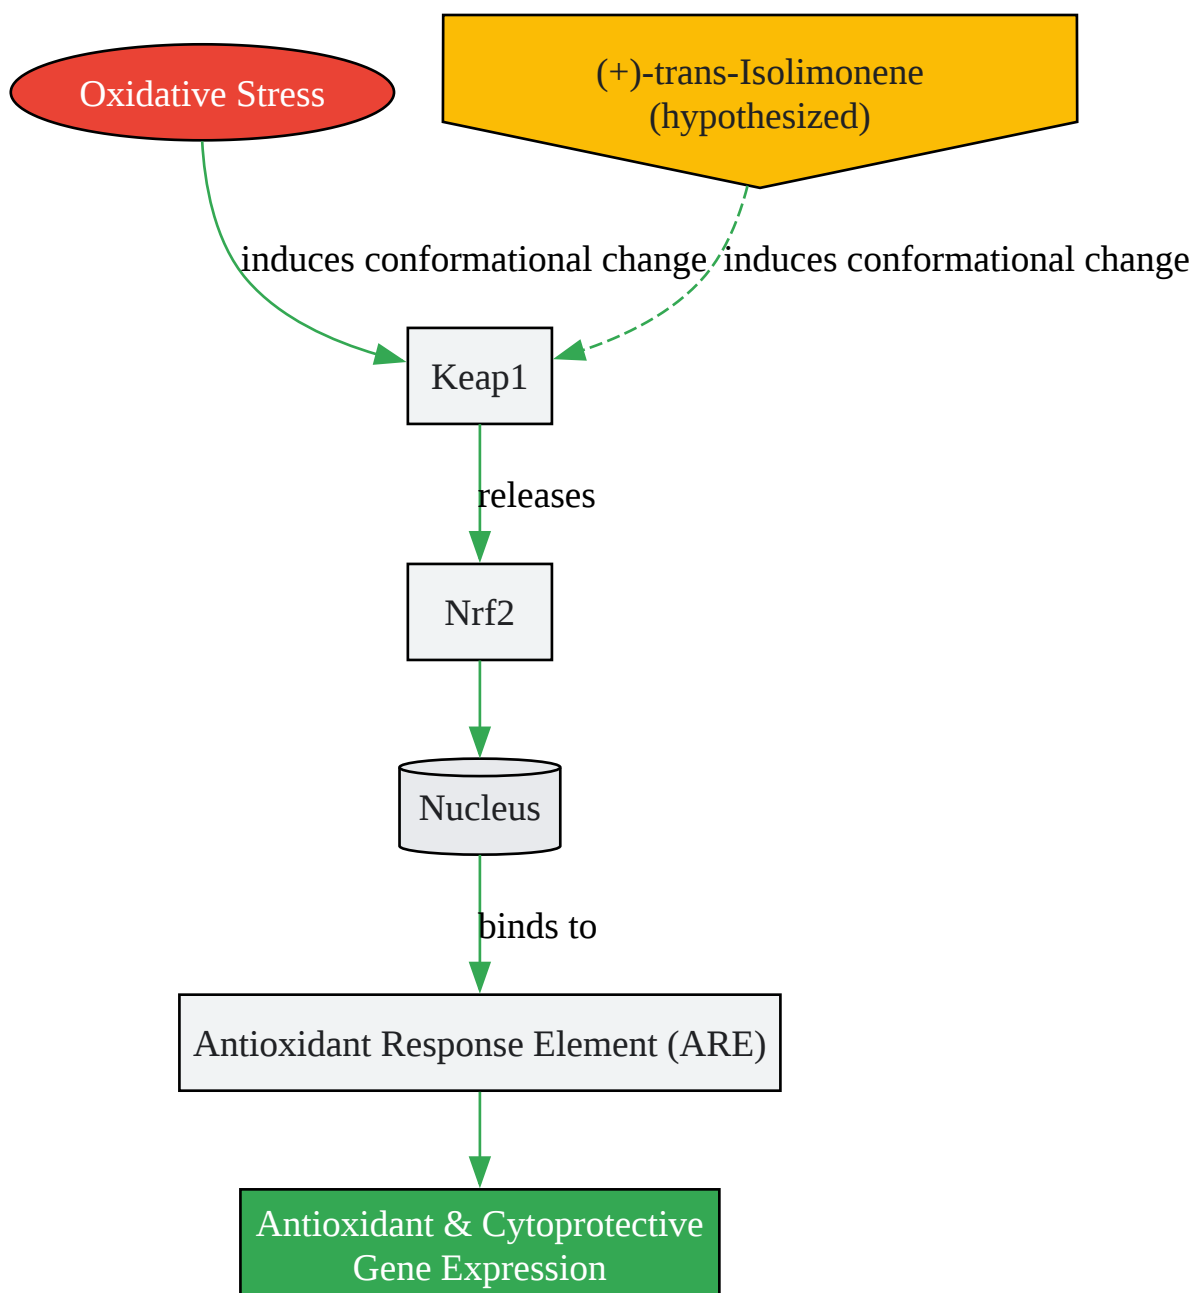 Oxidative Stress
(+)-trans-Isolimonene
(hypothesized)
induces conformational change
induces conformational change
Keap1
releases
Nrf2
Nucleus
binds to
Antioxidant Response Element (ARE)
Antioxidant & Cytoprotective
Gene Expression